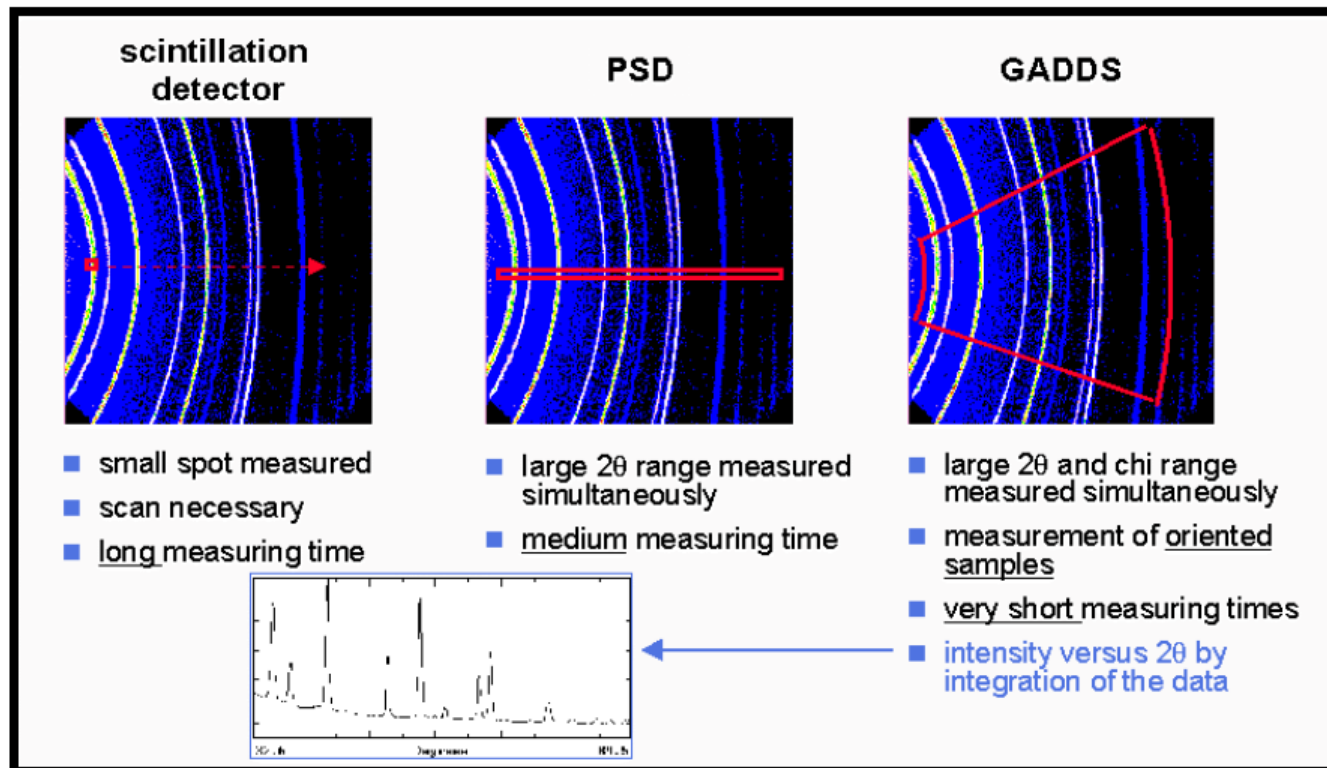 scintillation
detector
small spot measured
scan necessary
long measuring time
PSD
large 2θ range measured
simultaneously
medium measuring time
GADDS
large 2θ and chi range
measured simultaneously
measurement of oriented
samples
very short measuring times
intensity versus 2θ by
integration of the data
Degrees